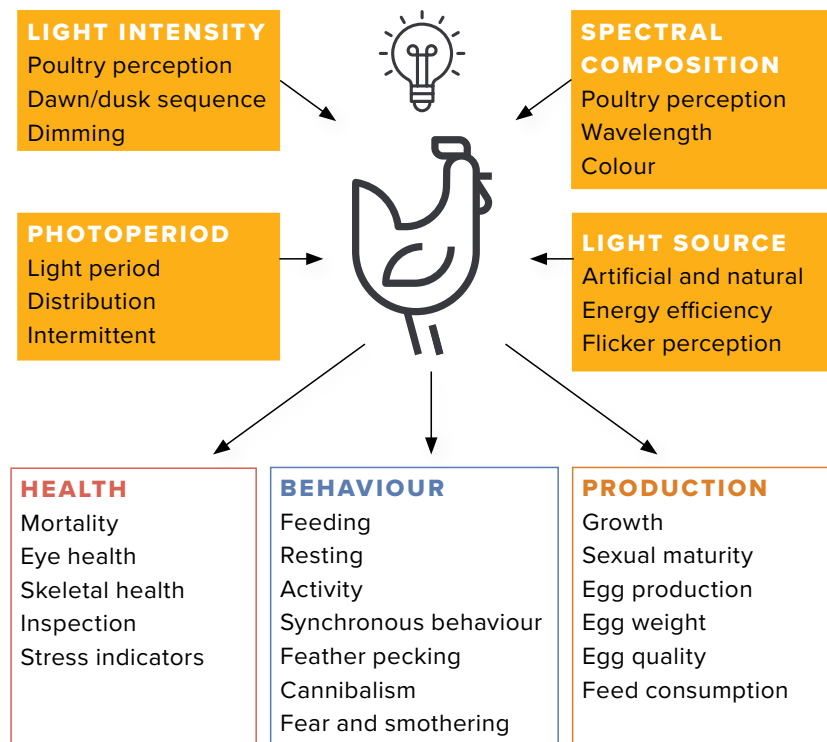 LIGHT INTENSITY
Poultry perception
Dawn/dusk sequence
Dimming
SPECTRAL
COMPOSITION
Poultry perception
Wavelength
Colour
PHOTOPERIOD
Light period
Distribution
Intermittent
LIGHT SOURCE
Artificial and natural
Energy efficiency
Flicker perception
HEALTH
Mortality
Eye health
Skeletal health
Inspection
Stress indicators
BEHAVIOUR
Feeding
Resting
Activity
Synchronous behaviour
Feather pecking
Cannibalism
Fear and smothering
PRODUCTION
Growth
Sexual maturity
Egg production
Egg weight
Egg quality
Feed consumption